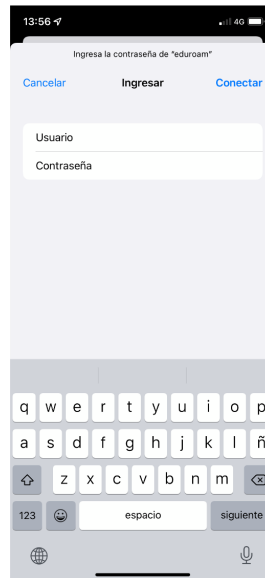 13:56 4G
Ingresa la contraseña de “eduroam”
Cancelar Ingresar Conectar
Usuario
Contraseña
q w e r t y u i o p
a s d f g h j k l ñ
z x c v b n m
123 espacio siguiente